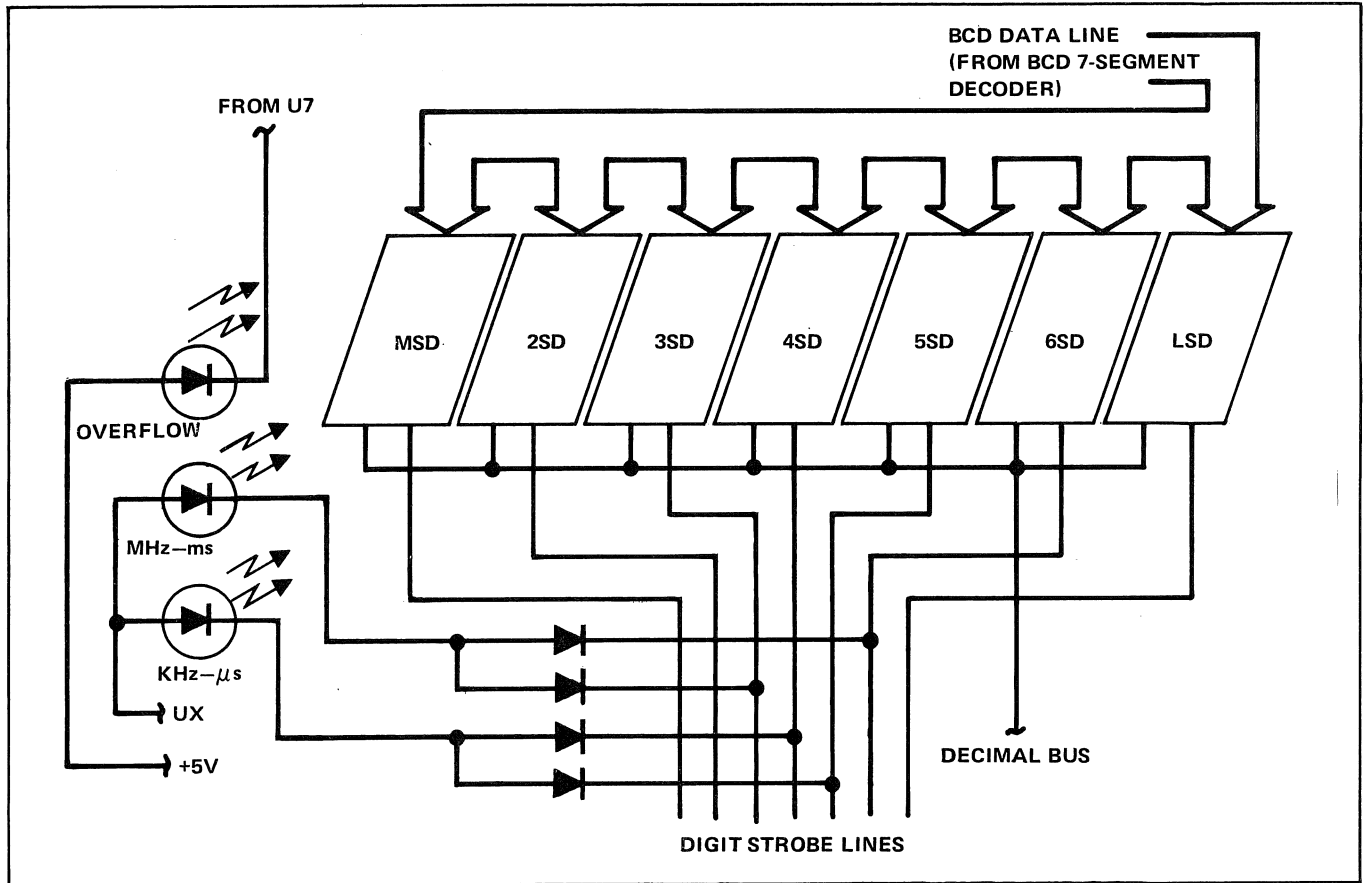 BCD DATA LINE
(FROM BCD 7-SEGMENT
DECODER)
FROM U7
MSD
2SD
3SD
4SD
5SD
6SD
LSD
OVERFLOW
MHz–ms
KHz–μs
UX
+5V
DECIMAL BUS
DIGIT STROBE LINES